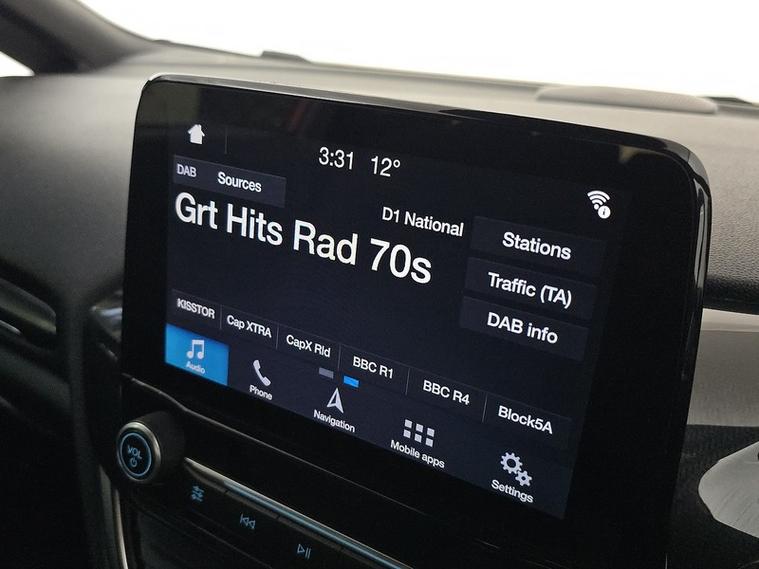 3:31 12°
DAB Sources
D1 National
Grt Hits Rad 70s
Stations
Traffic (TA)
DAB info
KISSTOR Cap XTRA CapX Rld BBC R1 BBC R4 Block5A
Audio Phone Navigation Mobile apps Settings
VOL